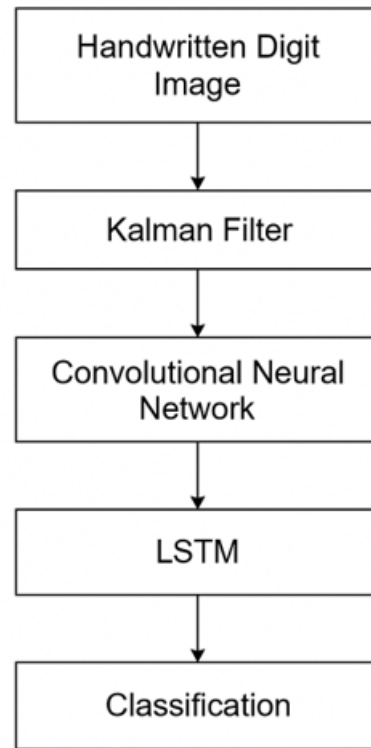 Handwritten Digit
Image
Kalman Filter
Convolutional Neural
Network
LSTM
Classification